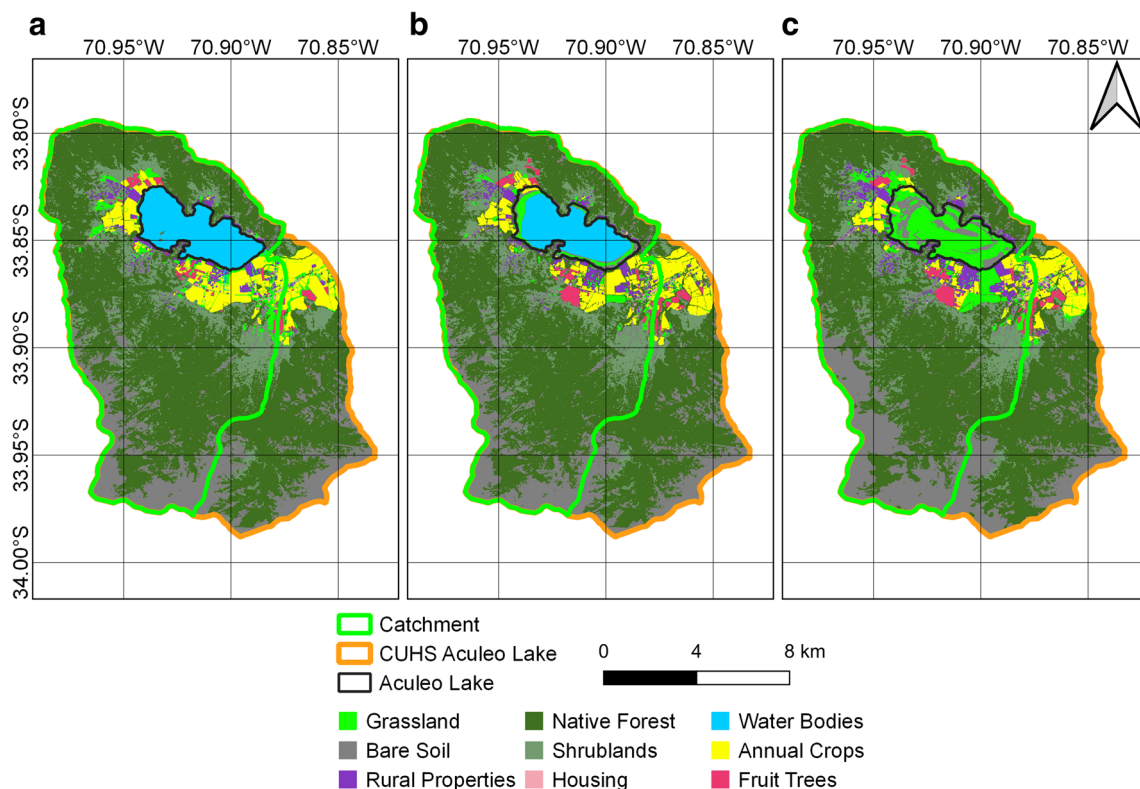 a b c
70.95°W 70.90°W 70.85°W 70.95°W 70.90°W 70.85°W 70.95°W 70.90°W 70.85°W
33.80°S
33.85°S
33.90°S
33.95°S
34.00°S
Catchment
CUHS Aculeo Lake
Aculeo Lake
0 4 8 km
Grassland Native Forest Water Bodies
Bare Soil Shrublands Annual Crops
Rural Properties Housing Fruit Trees